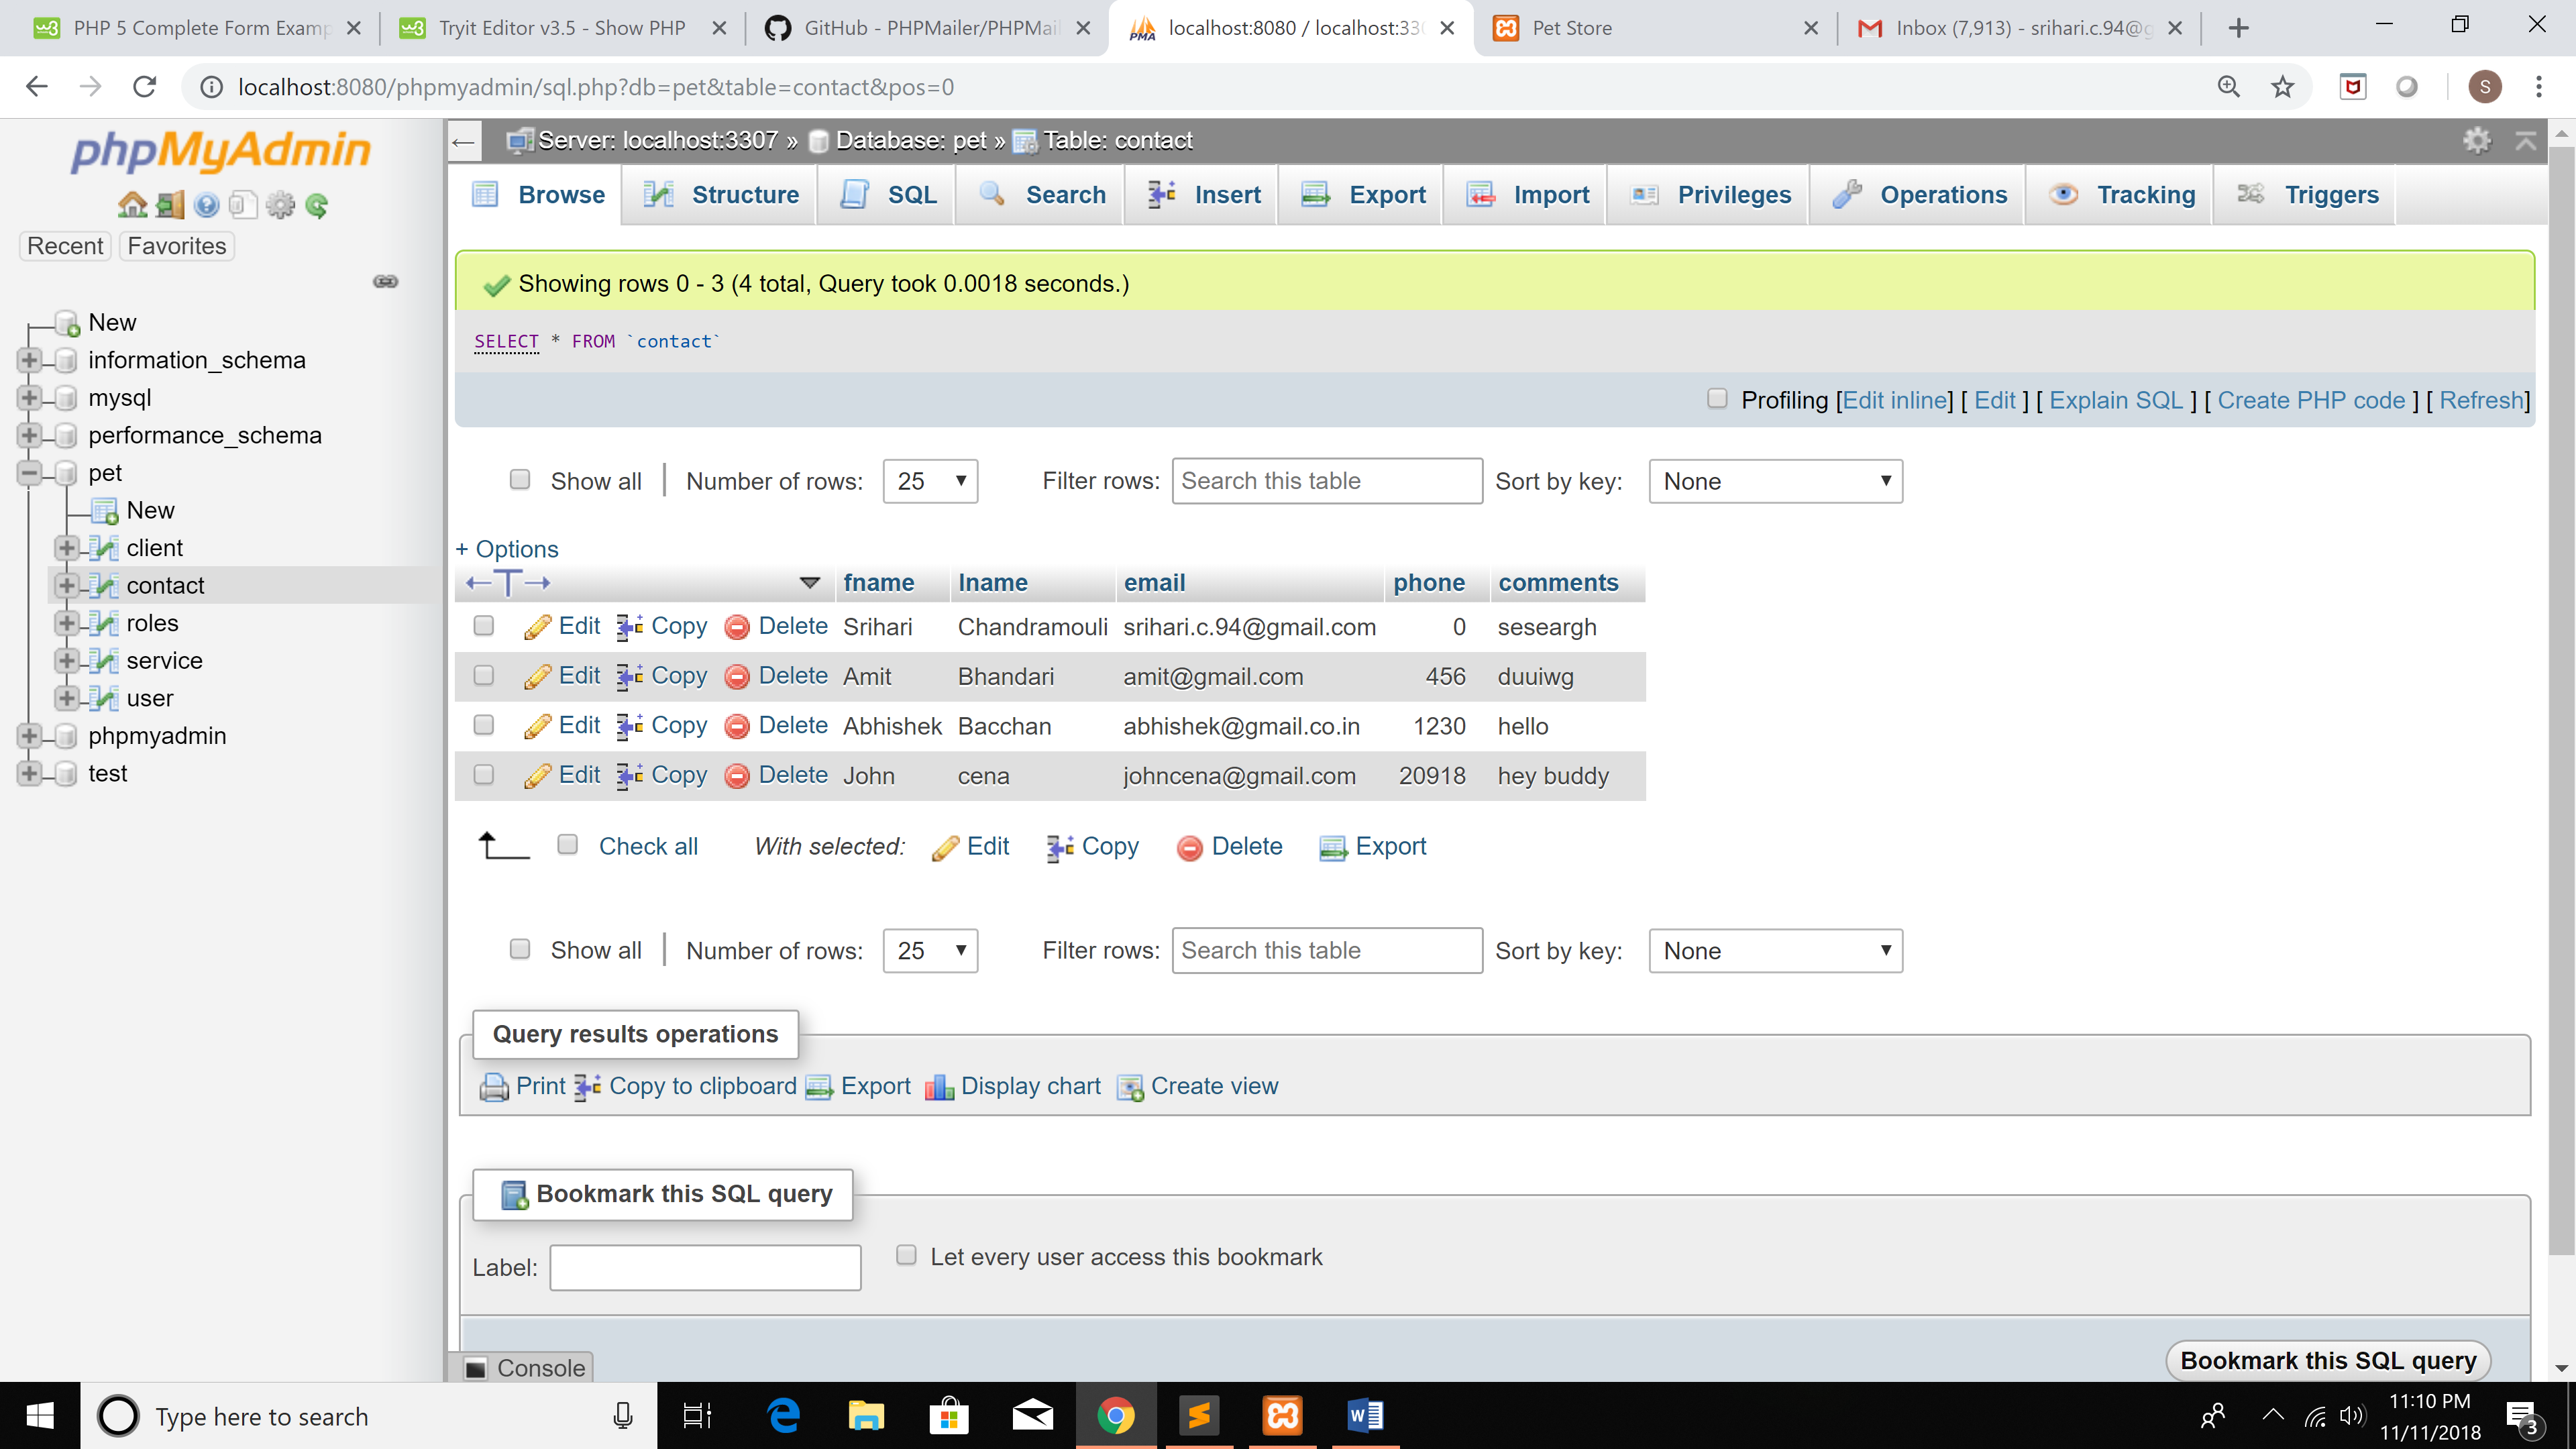 PHP 5 Complete Form Examp
Tryit Editor v3.5 - Show PHP
GitHub - PHPMailer/PHPMail
localhost:8080 / localhost:330
Pet Store
Inbox (7,913) - srihari.c.94@g
localhost:8080/phpmyadmin/sql.php?db=pet&table=contact&pos=0
S
phpMyAdmin
Recent Favorites
New
information_schema
mysql
performance_schema
pet
New
client
contact
roles
service
user
phpmyadmin
test
Server: localhost:3307 » Database: pet » Table: contact
Browse Structure SQL Search Insert Export Import Privileges Operations Tracking Triggers
Showing rows 0 - 3 (4 total, Query took 0.0018 seconds.)
SELECT * FROM `contact`
Profiling [Edit inline] [ Edit ] [ Explain SQL ] [ Create PHP code ] [ Refresh]
Show all | Number of rows: 25 Filter rows: Search this table Sort by key: None
+ Options
←T→ fname lname email phone comments
Edit Copy Delete Srihari Chandramouli srihari.c.94@gmail.com 0 seseargh
Edit Copy Delete Amit Bhandari amit@gmail.com 456 duuiwg
Edit Copy Delete Abhishek Bacchan abhishek@gmail.co.in 1230 hello
Edit Copy Delete John cena johncena@gmail.com 20918 hey buddy
Check all With selected: Edit Copy Delete Export
Show all | Number of rows: 25 Filter rows: Search this table Sort by key: None
Query results operations
Print Copy to clipboard Export Display chart Create view
Bookmark this SQL query
Label: Let every user access this bookmark
Bookmark this SQL query
Console
Type here to search
11:10 PM
11/11/2018
3